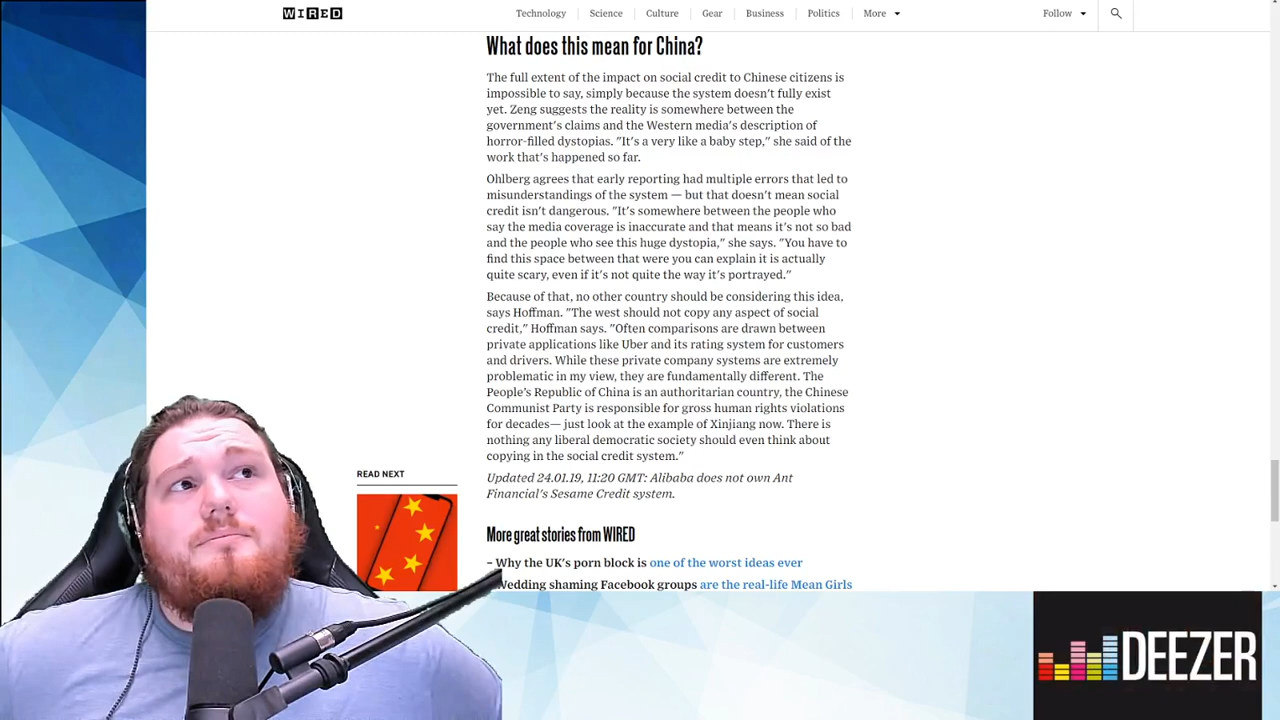 WIRED
Technology Science Culture Gear Business Politics More Follow
What does this mean for China?
The full extent of the impact on social credit to Chinese citizens is
impossible to say, simply because the system doesn't fully exist
yet. Zeng suggests the reality is somewhere between the
government's claims and the Western media's description of
horror-filled dystopias. "It's a very like a baby step," she said of the
work that's happened so far.
Ohlberg agrees that early reporting had multiple errors that led to
misunderstandings of the system — but that doesn't mean social
credit isn't dangerous. "It's somewhere between the people who
say the media coverage is inaccurate and that means it's not so bad
and the people who see this huge dystopia," she says. "You have to
find this space between that were you can explain it is actually
quite scary, even if it's not quite the way it's portrayed."
Because of that, no other country should be considering this idea,
says Hoffman. "The west should not copy any aspect of social
credit," Hoffman says. "Often comparisons are drawn between
private applications like Uber and its rating system for customers
and drivers. While these private company systems are extremely
problematic in my view, they are fundamentally different. The
People's Republic of China is an authoritarian country, the Chinese
Communist Party is responsible for gross human rights violations
for decades— just look at the example of Xinjiang now. There is
nothing any liberal democratic society should even think about
copying in the social credit system."
Updated 24.01.19, 11:20 GMT: Alibaba does not own Ant
Financial's Sesame Credit system.
READ NEXT
More great stories from WIRED
– Why the UK's porn block is one of the worst ideas ever
Wedding shaming Facebook groups are the real-life Mean Girls
DEEZER